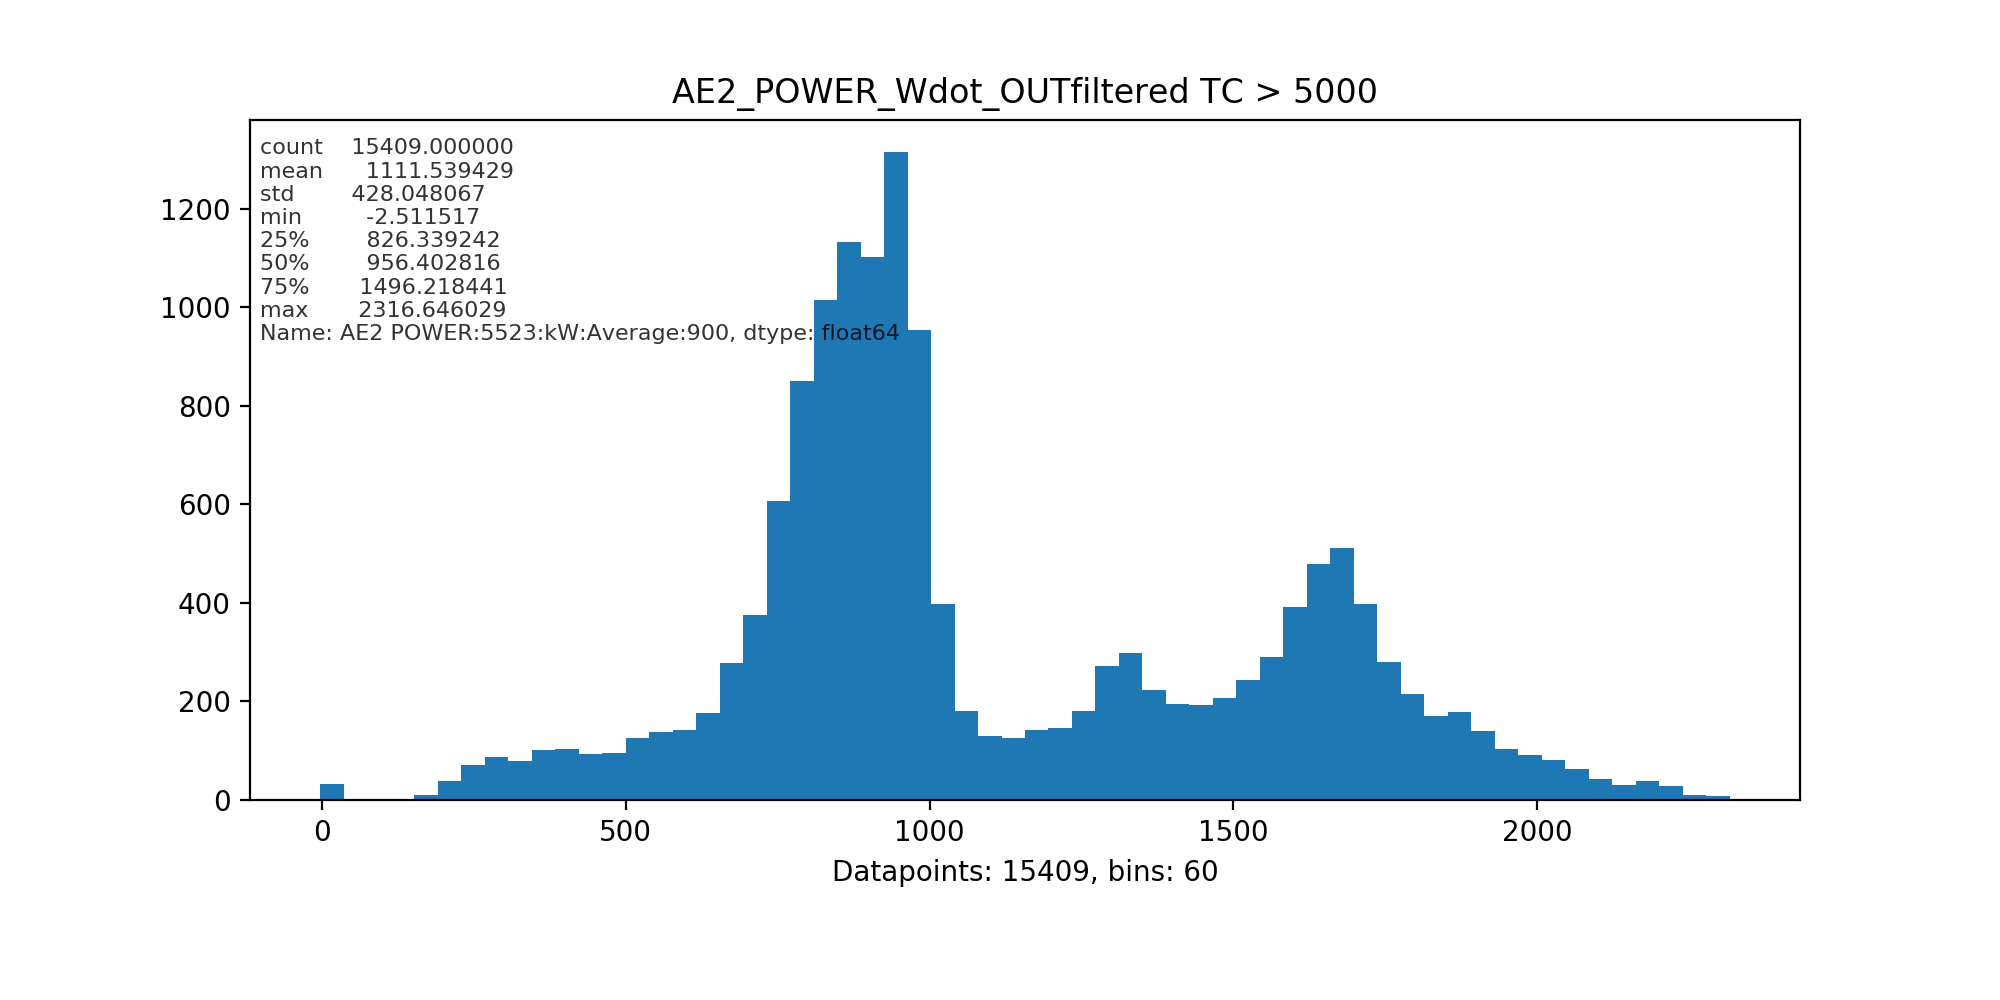 AE2_POWER_Wdot_OUTfiltered TC > 5000
count 15409.000000
mean 1111.539429
std 428.048067
min -2.511517
25% 826.339242
50% 956.402816
75% 1496.218441
max 2316.646029
Name: AE2 POWER:5523:kW:Average:900, dtype: float64
1200
1000
800
600
400
200
0
0 500 1000 1500 2000
Datapoints: 15409, bins: 60